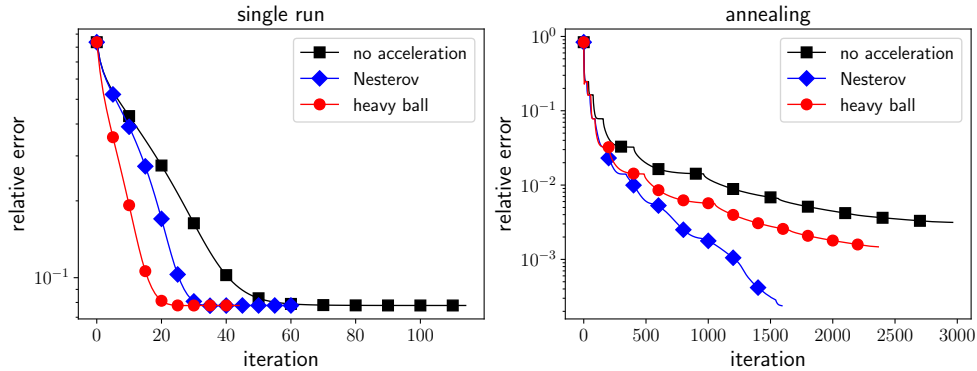 single run
relative error
10⁻¹
no acceleration
Nesterov
heavy ball
0 20 40 60 80 100
iteration
annealing
relative error
10⁰
10⁻¹
10⁻²
10⁻³
no acceleration
Nesterov
heavy ball
0 500 1000 1500 2000 2500 3000
iteration